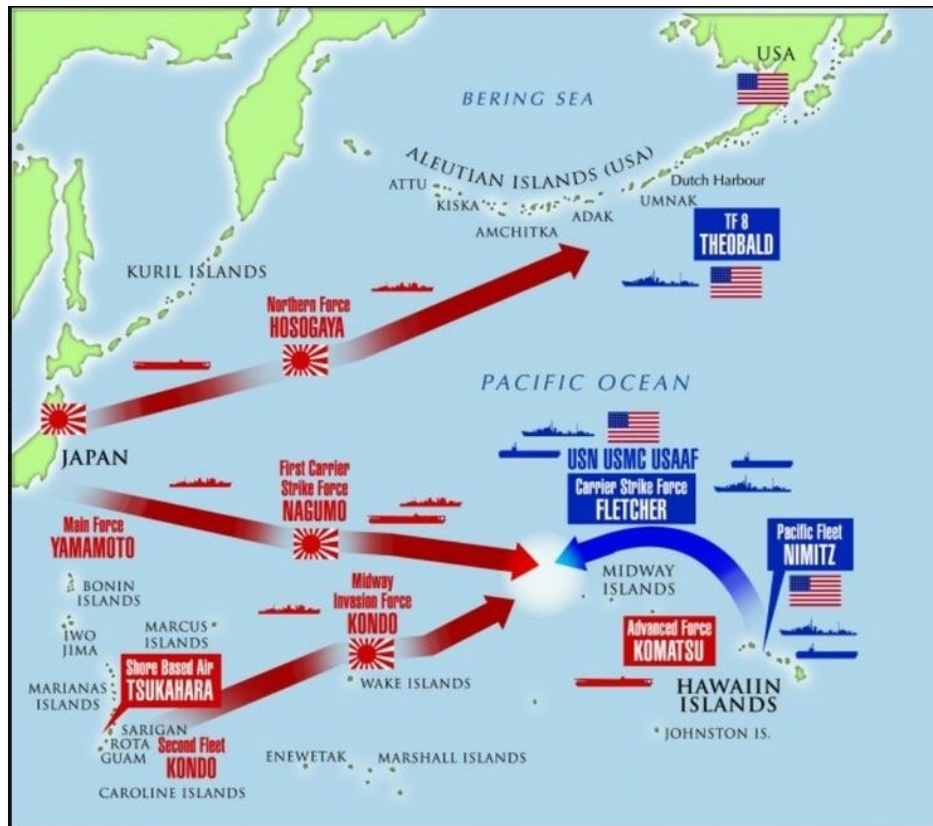 USA
BERING SEA
ALEUTIAN ISLANDS (USA)
ATTU
KISKA
AMCHITKA
ADAK
UMNAK
Dutch Harbour
TF 8
THEOBALD
KURIL ISLANDS
Northern Force
HOSOGAYA
PACIFIC OCEAN
JAPAN
USN USMC USAAF
Carrier Strike Force
FLETCHER
First Carrier
Strike Force
NAGUMO
Main Force
YAMAMOTO
Pacific Fleet
NIMITZ
BONIN
ISLANDS
MIDWAY
ISLANDS
Midway
Invasion Force
KONDO
IWO
JIMA
MARCUS
ISLANDS
Advanced Force
KOMATSU
Shore Based Air
TSUKAHARA
MARIANAS
ISLANDS
WAKE ISLANDS
HAWAIIN
ISLANDS
SARIGAN
ROTA
GUAM
Second Fleet
KONDO
JOHNSTON IS.
ENEWETAK
MARSHALL ISLANDS
CAROLINE ISLANDS